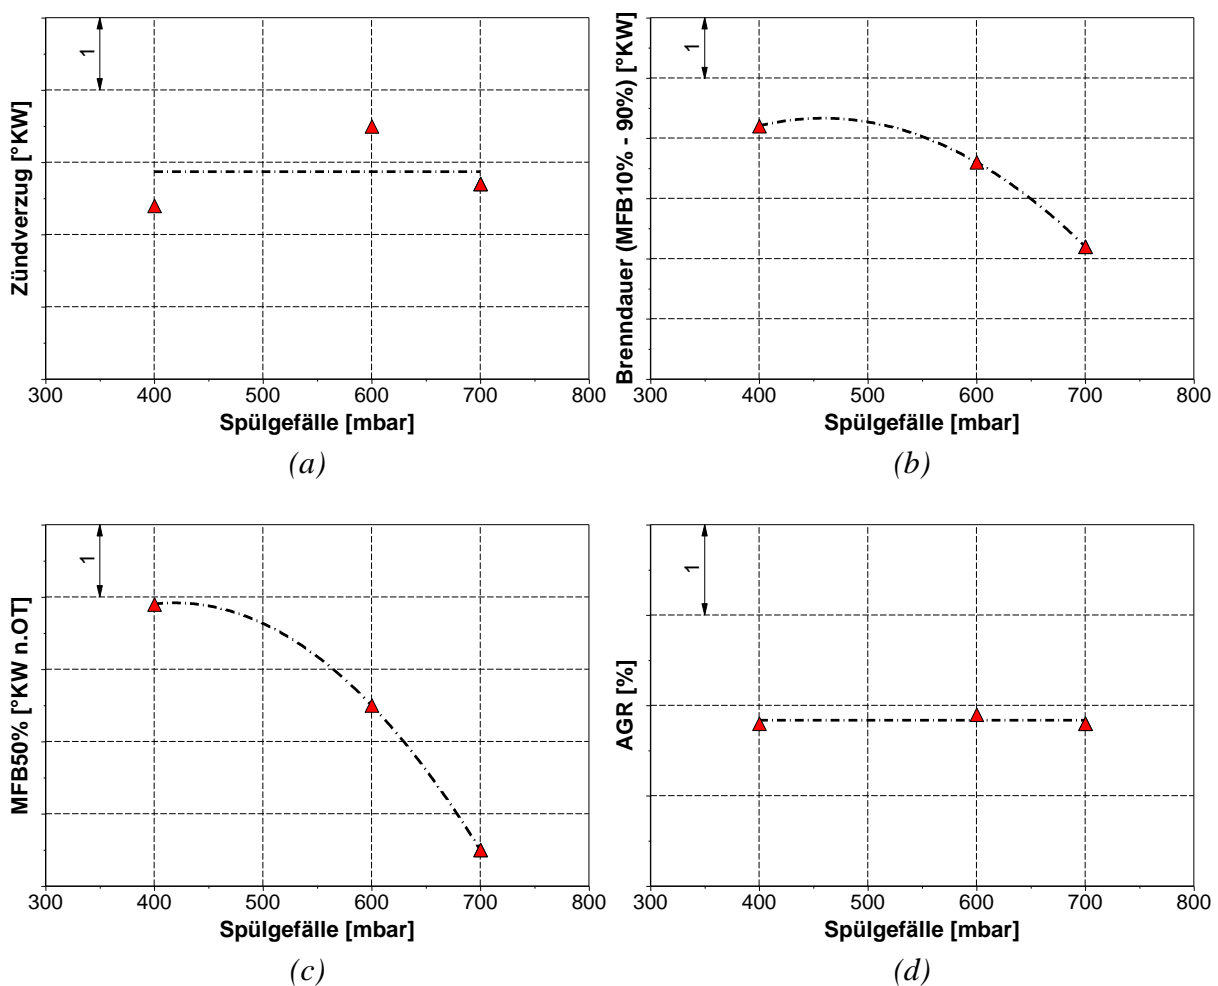 1
Zündverzug [°KW]
300 400 500 600 700 800
Spülgefälle [mbar]
(a)
1
Brenndauer (MFB10% - 90%) [°KW]
300 400 500 600 700 800
Spülgefälle [mbar]
(b)
1
MFB50% [°KW n.OT]
300 400 500 600 700 800
Spülgefälle [mbar]
(c)
1
AGR [%]
300 400 500 600 700 800
Spülgefälle [mbar]
(d)